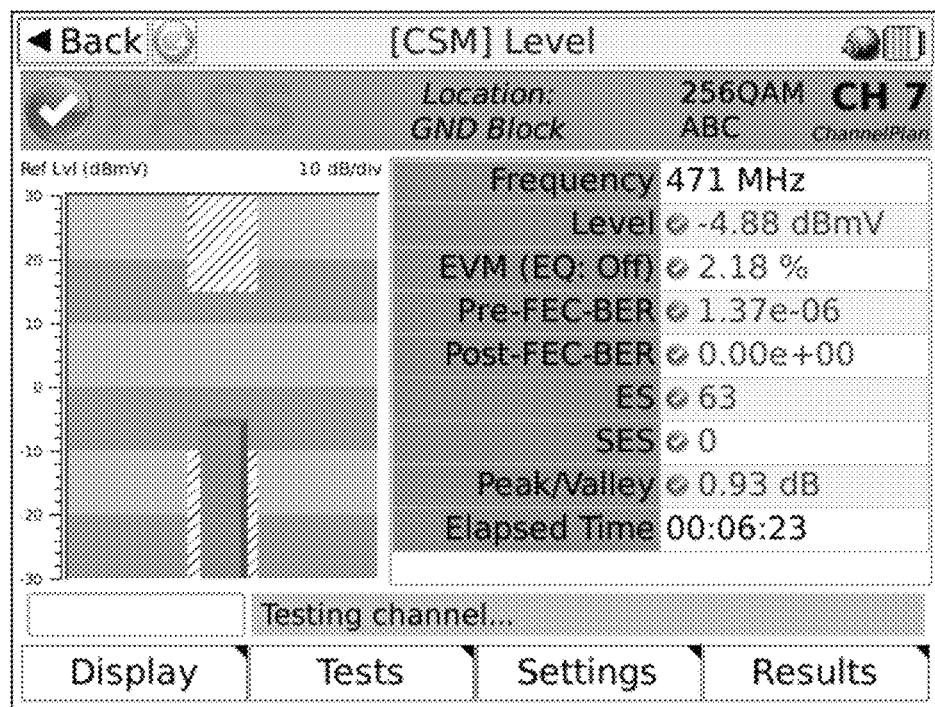 Back
[CSM] Level
Location: 256QAM CH 7
GND Block ABC ChannelPlan
Ref Lvl (dBmV) 10 dB/div
30
20
10
0
-10
-20
-30
Frequency 471 MHz
Level -4.88 dBmV
EVM (EQ: Off) 2.18 %
Pre-FEC-BER 1.37e-06
Post-FEC-BER 0.00e+00
ES 63
SES 0
Peak/Valley 0.93 dB
Elapsed Time 00:06:23
Testing channel...
Display Tests Settings Results